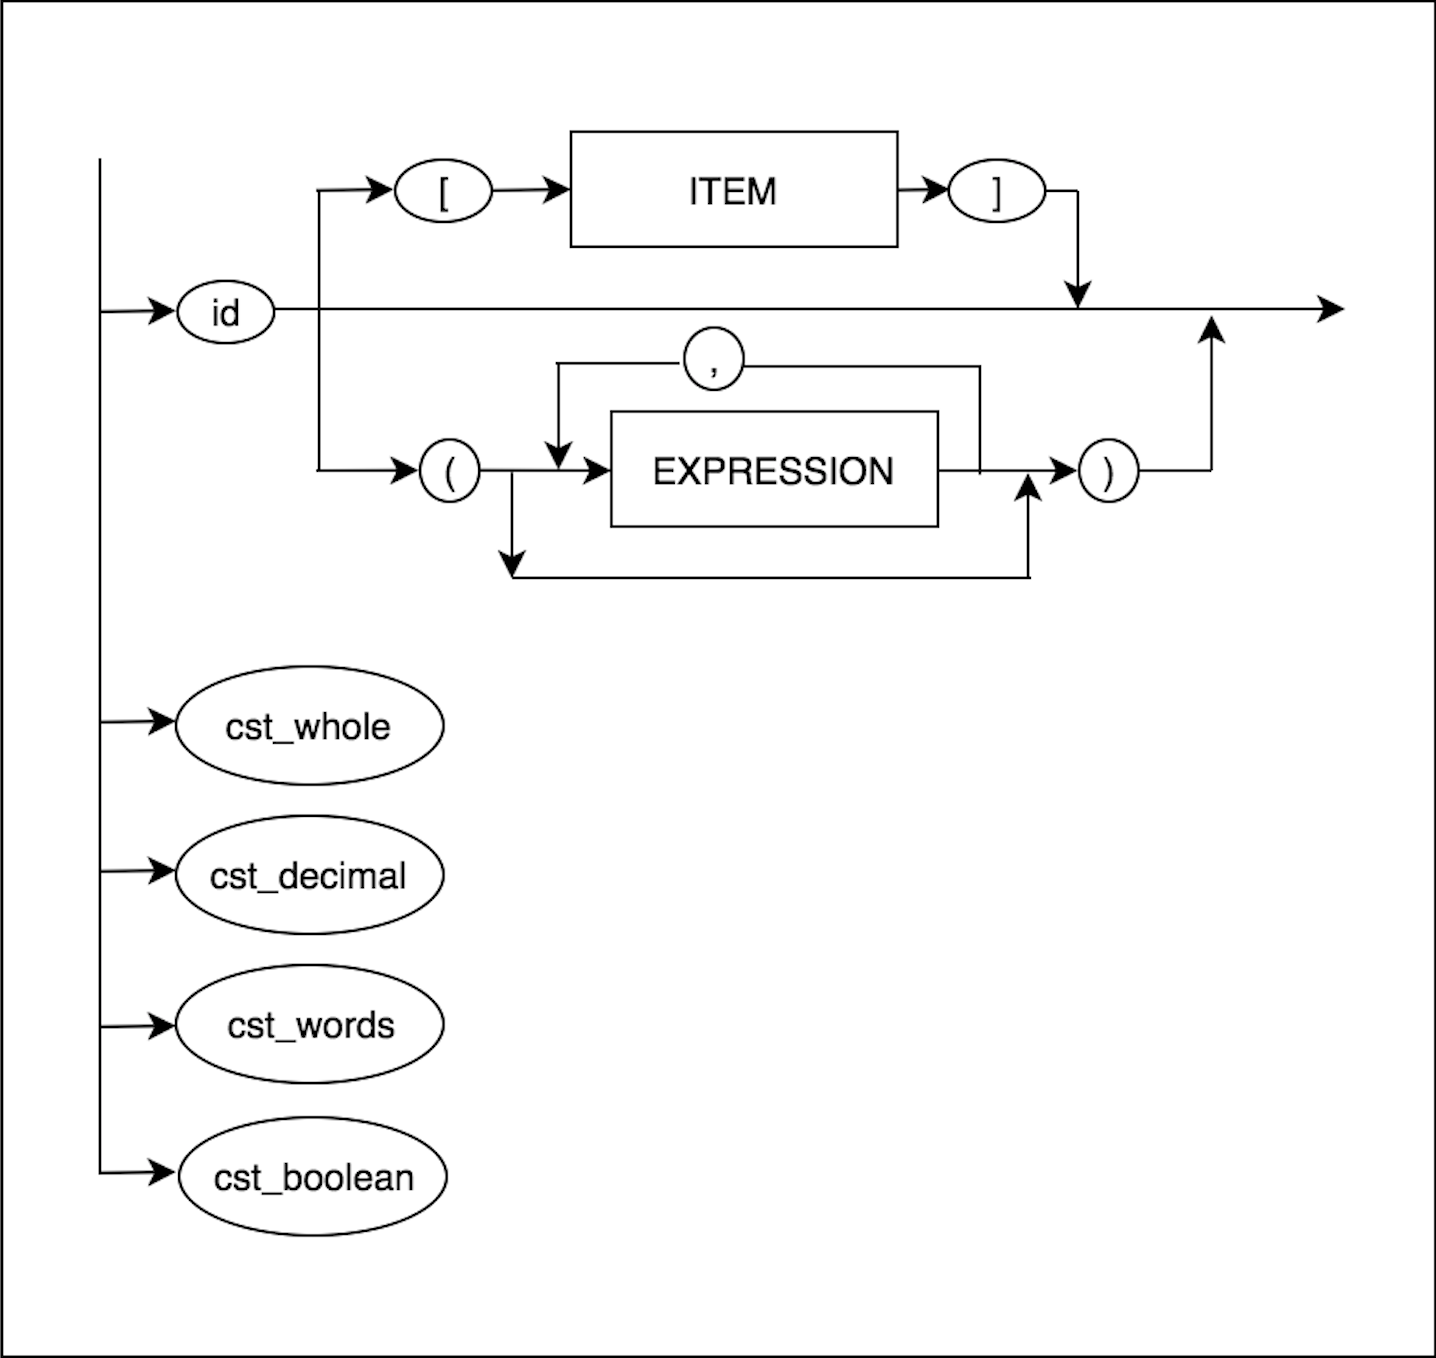 [ ITEM ]
id
,
( EXPRESSION )
cst_whole
cst_decimal
cst_words
cst_boolean